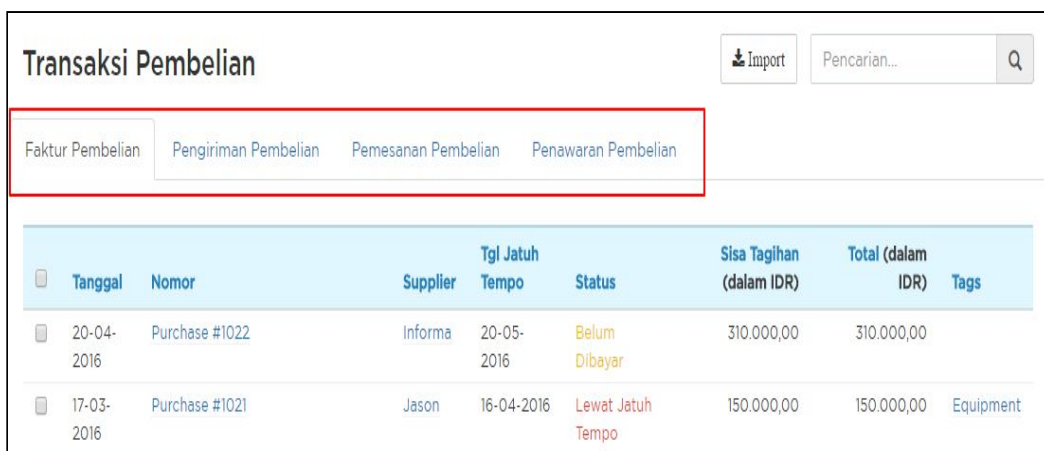 Transaksi Pembelian
Import
Pencarian...
Faktur Pembelian Pengiriman Pembelian Pemesanan Pembelian Penawaran Pembelian
Tgl Jatuh Sisa Tagihan Total (dalam
Tanggal Nomor Supplier Tempo Status (dalam IDR) IDR) Tags
20-04- Purchase #1022 Informa 20-05- Belum 310.000,00 310.000,00
2016 2016 Dibayar
17-03- Purchase #1021 Jason 16-04-2016 Lewat Jatuh 150.000,00 150.000,00 Equipment
2016 Tempo